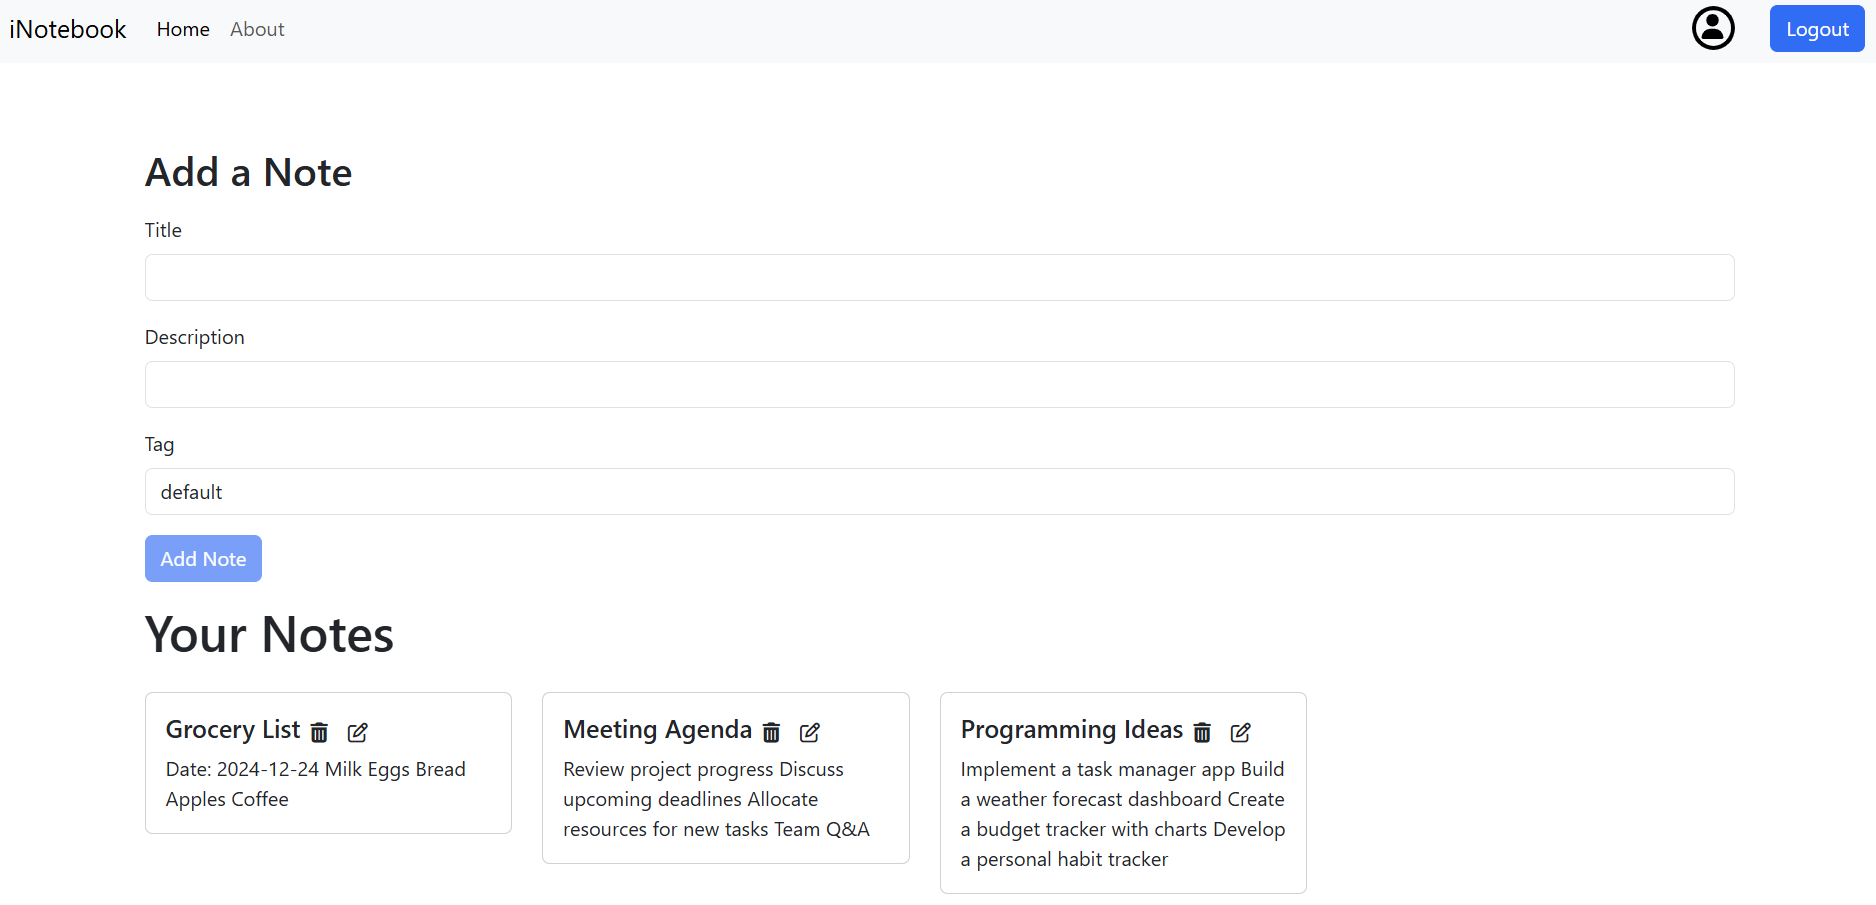 iNotebook Home About Logout
Add a Note
Title
Description
Tag
default
Add Note
Your Notes
Grocery List
Date: 2024-12-24 Milk Eggs Bread
Apples Coffee
Meeting Agenda
Review project progress Discuss
upcoming deadlines Allocate
resources for new tasks Team Q&A
Programming Ideas
Implement a task manager app Build
a weather forecast dashboard Create
a budget tracker with charts Develop
a personal habit tracker